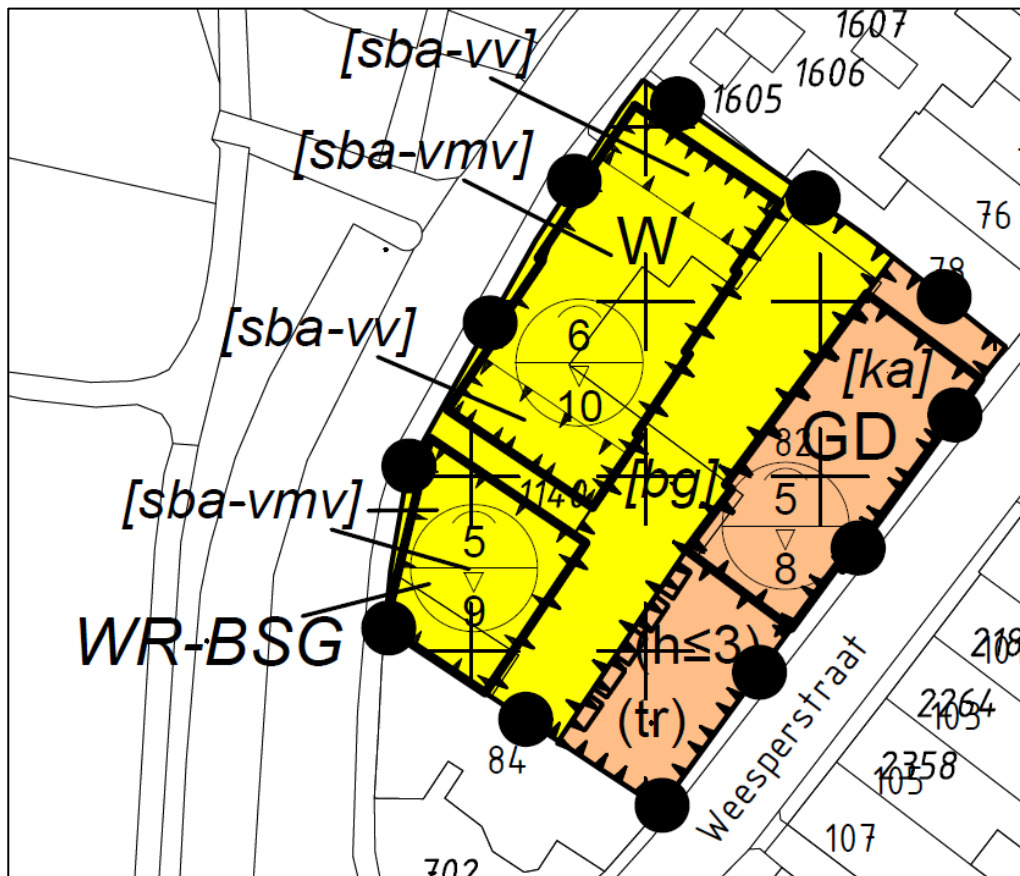 1607
[sba-vv]
1606
1605
[sba-vmv]
76
W
78
[sba-vv]
6
10
[ka]
GD
82
[bg]
1140
[sba-vmv]
5
5
8
9
WR-BSG
(h≤3)
(tr)
Weesperstraat
84
2264
103
2358
105
107
702